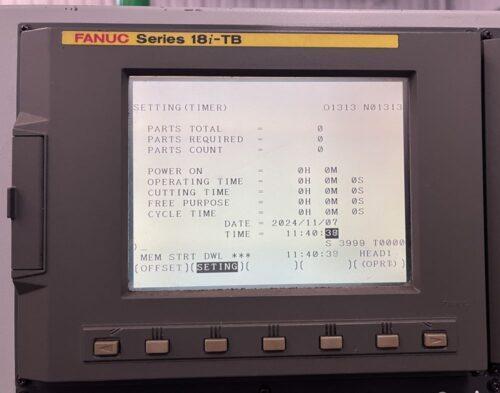 FANUC Series 18i-TB
SETTING(TIMER) O1313 N01313
PARTS TOTAL = 0
PARTS REQUIRED = 0
PARTS COUNT = 0
POWER ON = 0H 0M
OPERATING TIME = 0H 0M 0S
CUTTING TIME = 0H 0M 0S
FREE PURPOSE = 0H 0M 0S
CYCLE TIME = 0H 0M 0S
DATE = 2024/11/07
TIME = 11:40:38
)_
S 3999 T0000
MEM STRT DWL *** 11:40:39 HEAD1
(OFFSET)(SETING)( )( )( (OPRT)